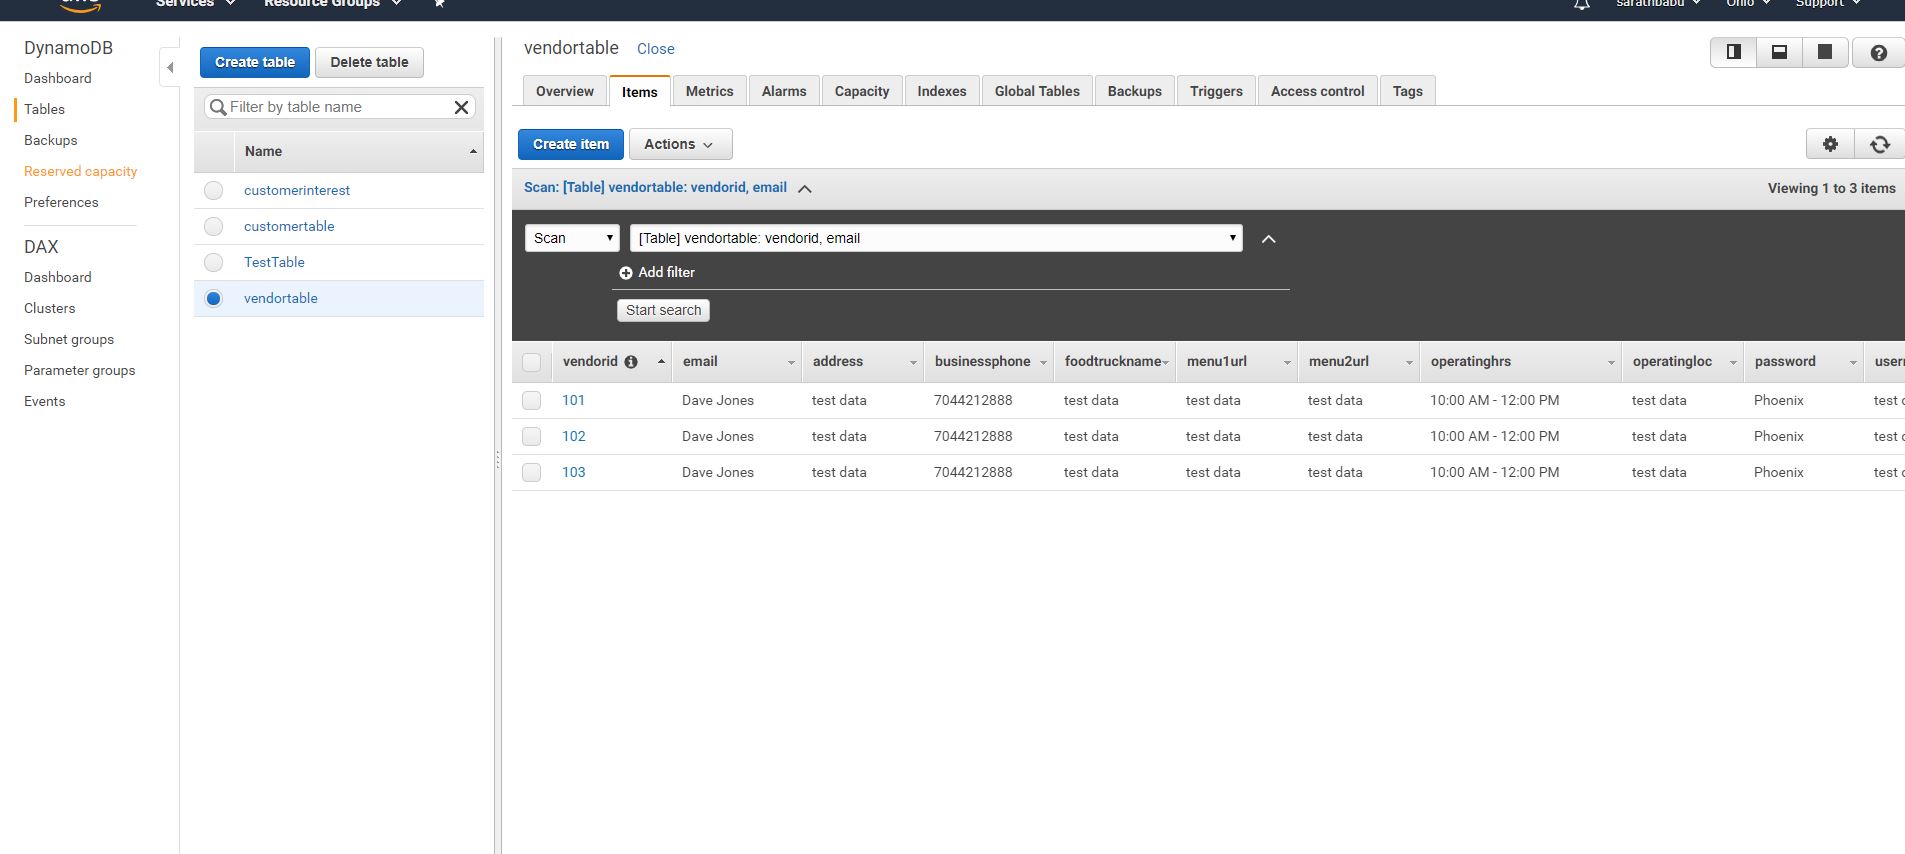 Services Resource Groups sarathbabu Ohio Support
DynamoDB
Dashboard
Tables
Backups
Reserved capacity
Preferences
DAX
Dashboard
Clusters
Subnet groups
Parameter groups
Events
Create table Delete table
Filter by table name
Name
customerinterest
customertable
TestTable
vendortable
vendortable Close
Overview Items Metrics Alarms Capacity Indexes Global Tables Backups Triggers Access control Tags
Create item Actions
Scan: [Table] vendortable: vendorid, email Viewing 1 to 3 items
Scan [Table] vendortable: vendorid, email
Add filter
Start search
vendorid email address businessphone foodtruckname menu1url menu2url operatinghrs operatingloc password
101 Dave Jones test data 7044212888 test data test data test data 10:00 AM - 12:00 PM test data Phoenix test
102 Dave Jones test data 7044212888 test data test data test data 10:00 AM - 12:00 PM test data Phoenix test
103 Dave Jones test data 7044212888 test data test data test data 10:00 AM - 12:00 PM test data Phoenix test